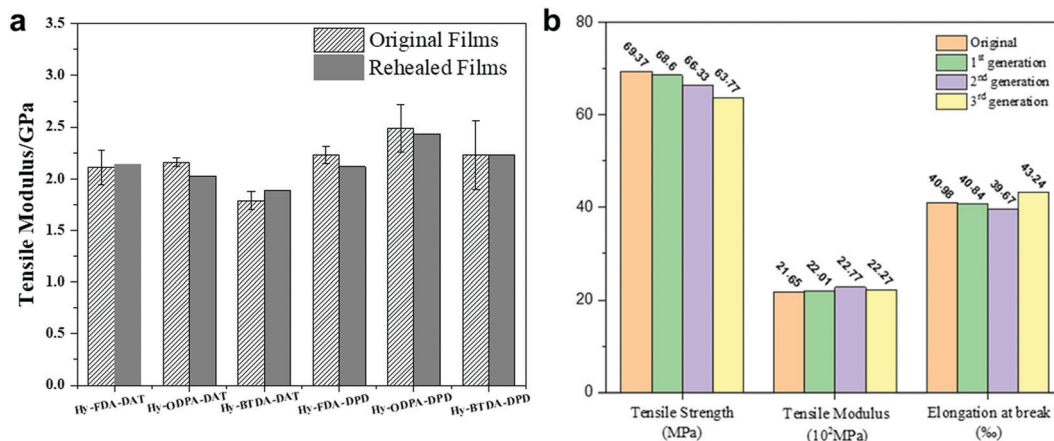 a
Tensile Modulus/GPa
3.5
3.0
2.5
2.0
1.5
1.0
0.5
0.0
Original Films
Rehealed Films
Hy-FDA-DAT
Hy-ODPA-DAT
Hy-BTDA-DAT
Hy-FDA-DPD
Hy-ODPA-DPD
Hy-BTDA-DPD
b
80
60
40
20
0
Original
1st generation
2nd generation
3rd generation
69.37
68.6
66.33
63.77
21.65
22.01
22.77
22.27
40.98
40.84
39.67
43.24
Tensile Strength
(MPa)
Tensile Modulus
(10²MPa)
Elongation at break
(‰)